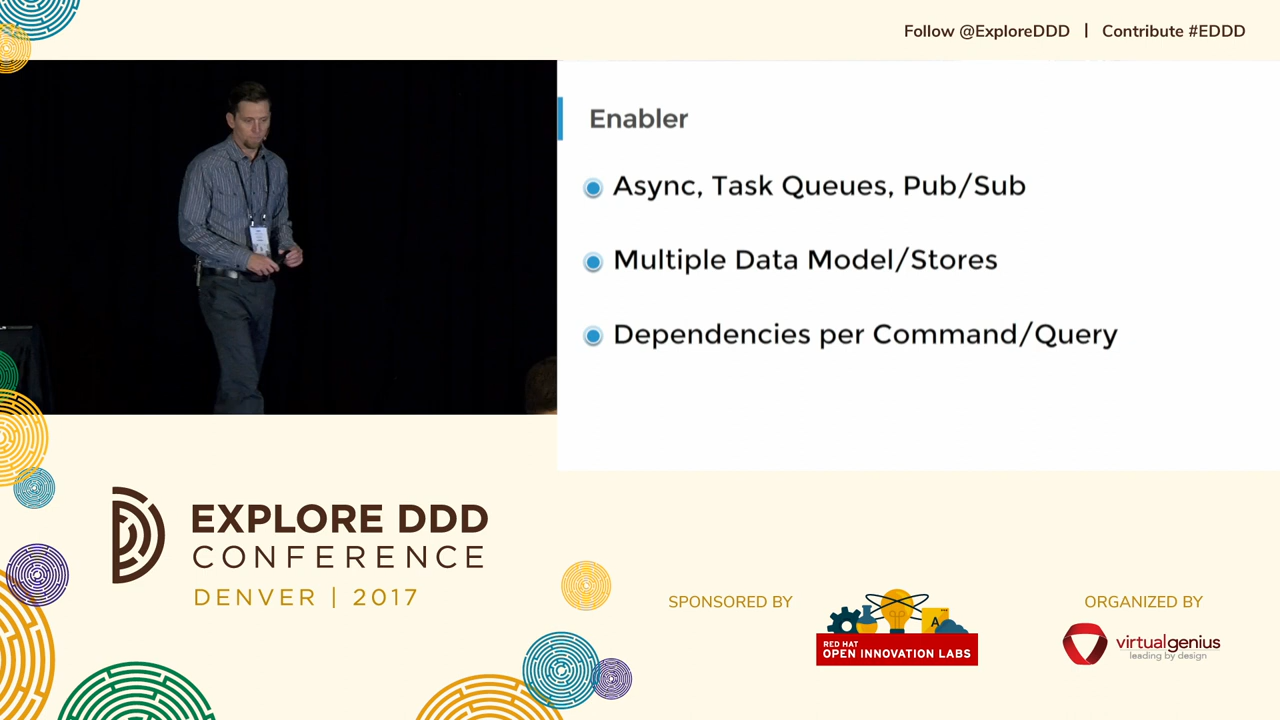 Follow @ExploreDDD | Contribute #EDDD
Enabler
Async, Task Queues, Pub/Sub
Multiple Data Model/Stores
Dependencies per Command/Query
EXPLORE DDD
CONFERENCE
DENVER | 2017
SPONSORED BY
A
RED HAT
OPEN INNOVATION LABS
ORGANIZED BY
virtualgenius
leading by design